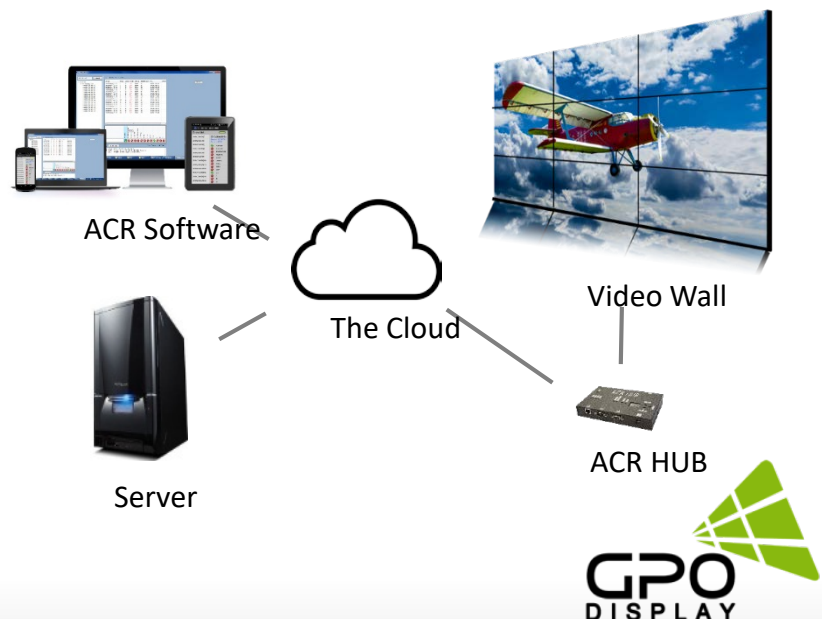 ACR Software
The Cloud
Video Wall
Server
ACR HUB
GPO
DISPLAY